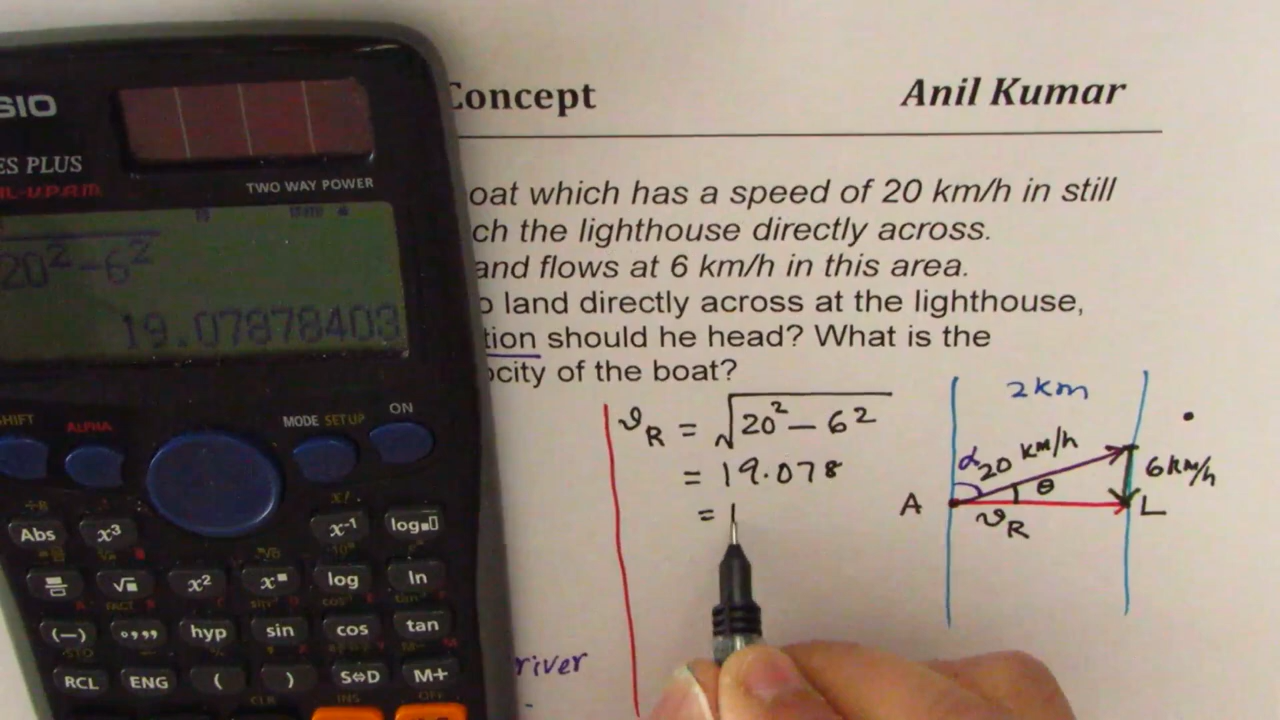 Concept Anil Kumar
oat which has a speed of 20 km/h in still
ch the lighthouse directly across.
and flows at 6 km/h in this area.
o land directly across at the lighthouse,
tion should he head? What is the
ocity of the boat?
SIO
ES PLUS
TWO WAY POWER
20²-6²
19.07878403
SHIFT ALPHA MODE SETUP ON
Abs x³ x⁻¹ log
√ x² x log ln
(−) hyp sin cos tan
RCL ENG ( ) S⇔D M+
𝜗R = √20² − 6²
= 19.078
= 1
river
2 km
α 20 km/h
6 km/h
θ
A L
𝜗R